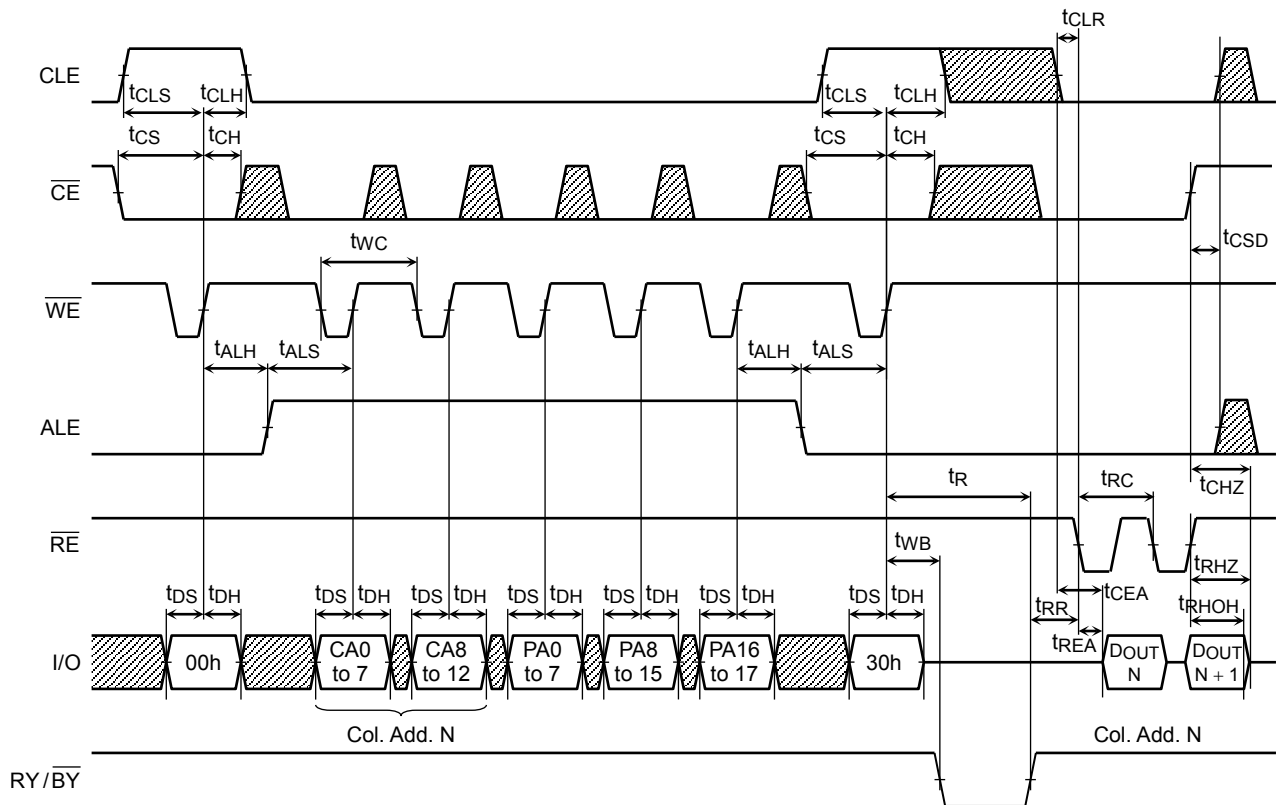 tCLR
CLE
tCLS
tCLH
tCLS
tCLH
tCS
tCH
tCS
tCH
CE
tWC
tCSD
WE
tALH
tALS
tALH
tALS
ALE
tR
tRC
tCHZ
RE
tWB
tRHZ
tDS
tDH
tDS
tDH
tDS
tDH
tDS
tDH
tDS
tDH
tDS
tDH
tDS
tDH
tCEA
tRR
tRHOH
tREA
I/O
00h
CA0
to 7
CA8
to 12
PA0
to 7
PA8
to 15
PA16
to 17
30h
DOUT
N
DOUT
N + 1
Col. Add. N
Col. Add. N
RY/BY